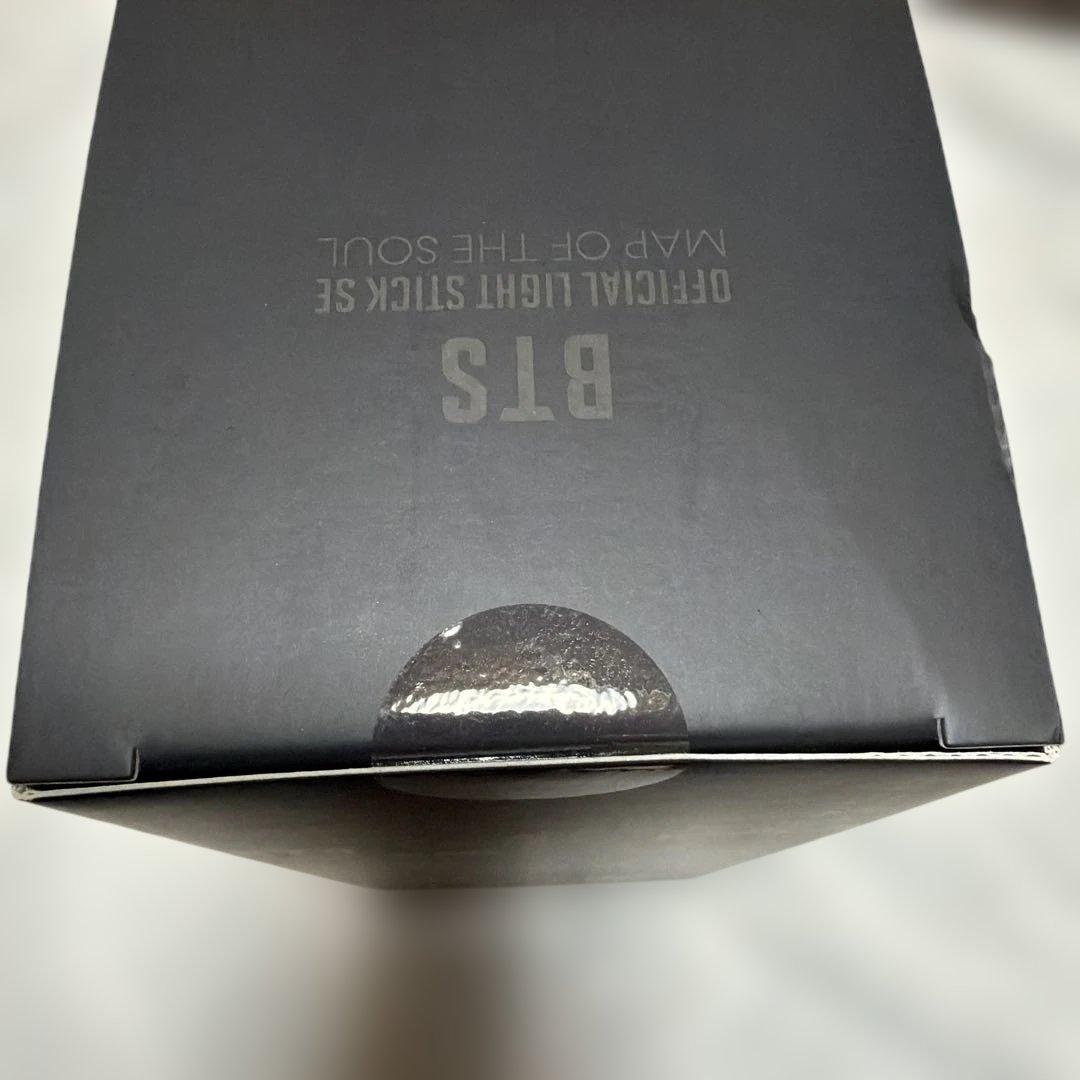 BTS
OFFICIAL LIGHT STICK SE
MAP OF THE SOUL